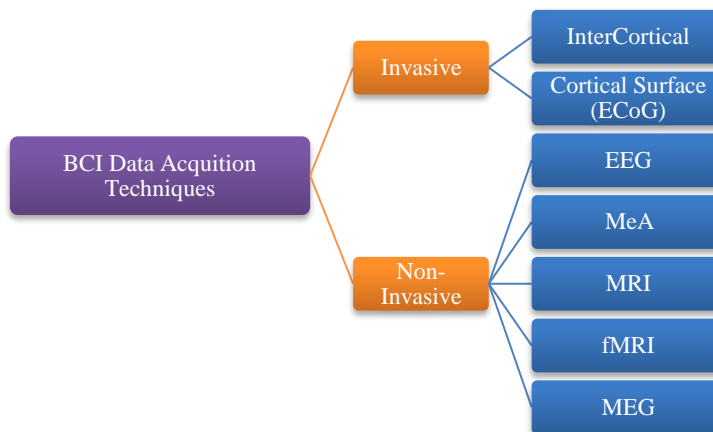 BCI Data Acquition
Techniques
Invasive
InterCortical
Cortical Surface
(ECoG)
Non-
Invasive
EEG
MeA
MRI
fMRI
MEG